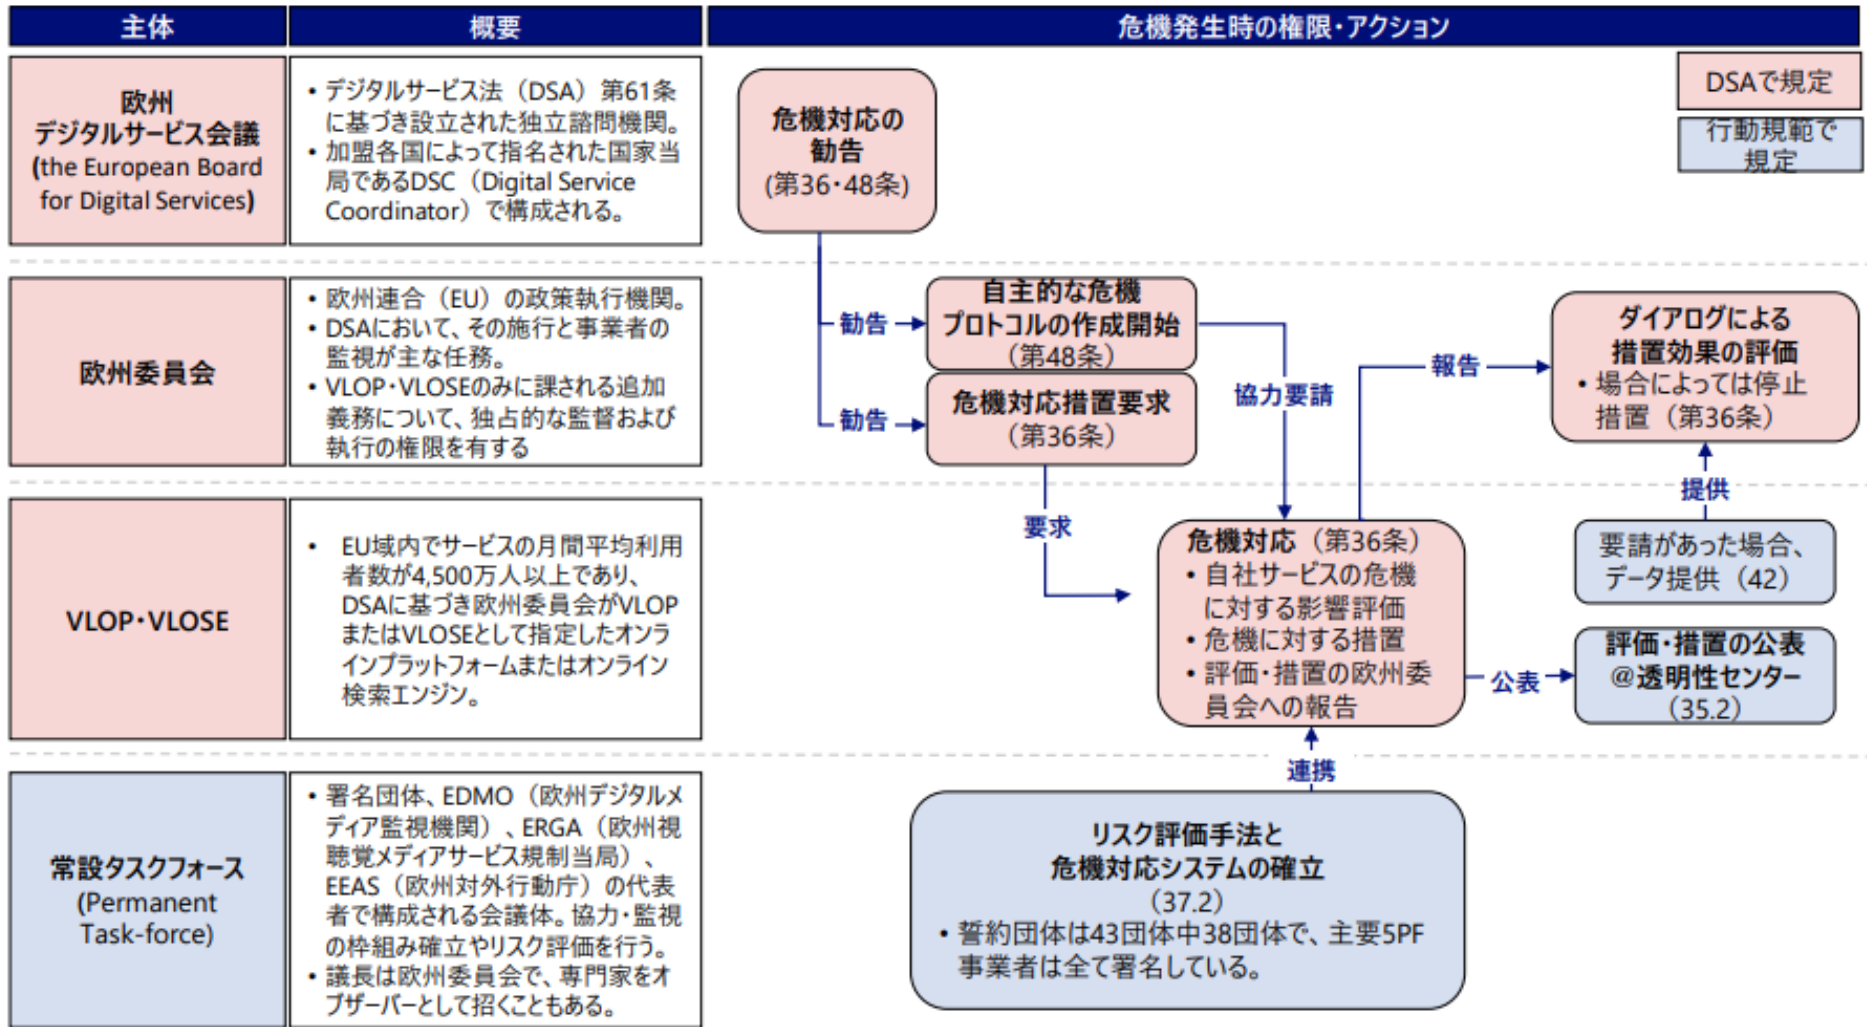 主体
概要
危機発生時の権限・アクション
DSAで規定
行動規範で
規定
欧州
デジタルサービス会議
(the European Board
for Digital Services)
• デジタルサービス法（DSA）第61条
に基づき設立された独立諮問機関。
• 加盟各国によって指名された国家当
局であるDSC（Digital Service
Coordinator）で構成される。
危機対応の
勧告
(第36・48条)
欧州委員会
• 欧州連合（EU）の政策執行機関。
• DSAにおいて、その施行と事業者の
監視が主な任務。
• VLOP・VLOSEのみに課される追加
義務について、独占的な監督および
執行の権限を有する
勧告
自主的な危機
プロトコルの作成開始
（第48条）
勧告
危機対応措置要求
（第36条）
協力要請
報告
ダイアログによる
措置効果の評価
• 場合によっては停止
措置（第36条）
VLOP・VLOSE
• EU域内でサービスの月間平均利用
者数が4,500万人以上であり、
DSAに基づき欧州委員会がVLOP
またはVLOSEとして指定したオンラ
インプラットフォームまたはオンライン
検索エンジン。
要求
危機対応（第36条）
• 自社サービスの危機
に対する影響評価
• 危機に対する措置
• 評価・措置の欧州委
員会への報告
提供
要請があった場合、
データ提供（42）
公表
評価・措置の公表
@透明性センター
（35.2）
常設タスクフォース
(Permanent
Task-force)
• 署名団体、EDMO（欧州デジタルメ
ディア監視機関）、ERGA（欧州視
聴覚メディアサービス規制当局）、
EEAS（欧州対外行動庁）の代表
者で構成される会議体。協力・監視
の枠組み確立やリスク評価を行う。
• 議長は欧州委員会で、専門家をオ
ブザーバーとして招くこともある。
連携
リスク評価手法と
危機対応システムの確立
（37.2）
• 誓約団体は43団体中38団体で、主要5PF
事業者は全て署名している。